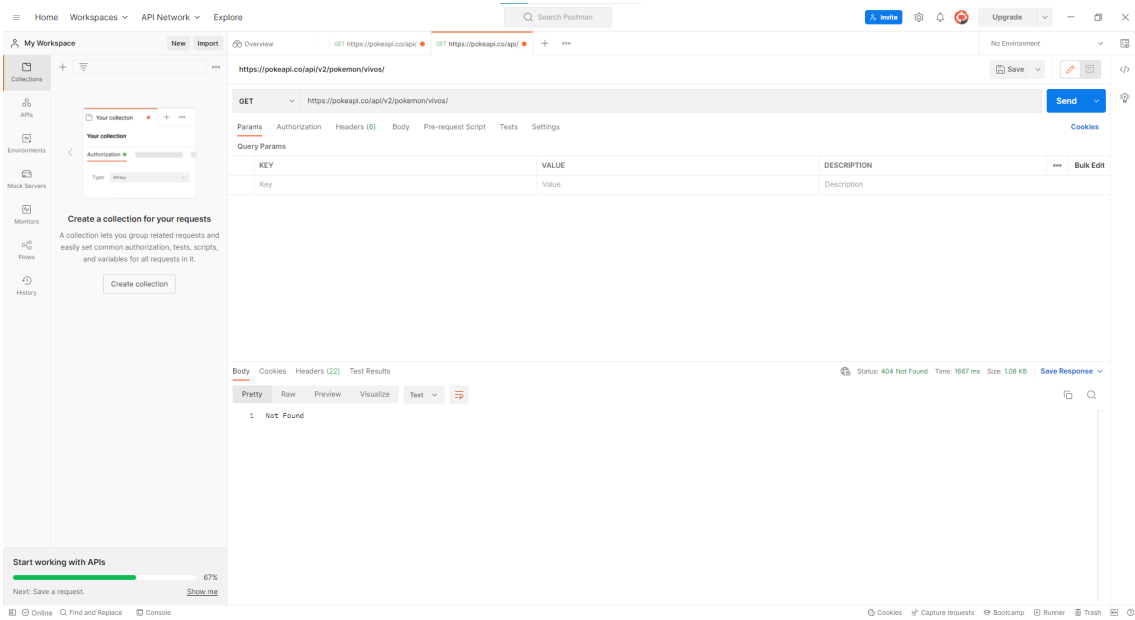 Home Workspaces API Network Explore Search Postman Invite Upgrade
My Workspace New Import Overview GET https://pokeapi.co/api/ GET https://pokeapi.co/api/ No Environment
Collections
APIs
Environments
Mock Servers
Monitors
Flows
History
Your collecton
Your collection
Authorization
Type API Key
Create a collection for your requests
A collection lets you group related requests and
easily set common authorization, tests, scripts,
and variables for all requests in it.
Create collection
https://pokeapi.co/api/v2/pokemon/vivos/ Save
GET https://pokeapi.co/api/v2/pokemon/vivos/ Send
Params Authorization Headers (6) Body Pre-request Script Tests Settings Cookies
Query Params
KEY VALUE DESCRIPTION Bulk Edit
Key Value Description
Body Cookies Headers (22) Test Results Status: 404 Not Found Time: 1667 ms Size: 1.08 KB Save Response
Pretty Raw Preview Visualize Text
1 Not Found
Start working with APIs
67%
Next: Save a request. Show me
Online Find and Replace Console Cookies Capture requests Bootcamp Runner Trash